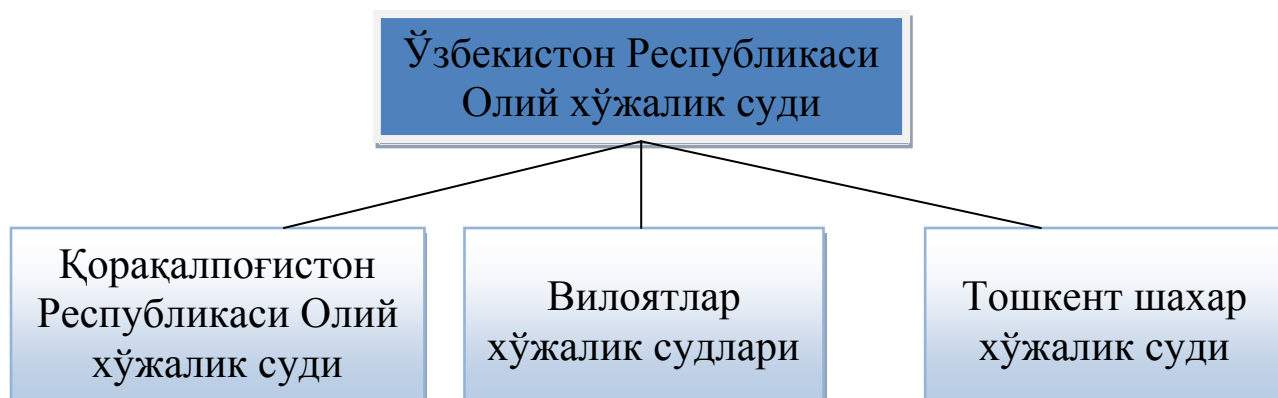 Ўзбекистон Республикаси
Олий хўжалик суди
Қорақалпоғистон
Республикаси Олий
хўжалик суди
Вилоятлар
хўжалик судлари
Тошкент шахар
хўжалик суди